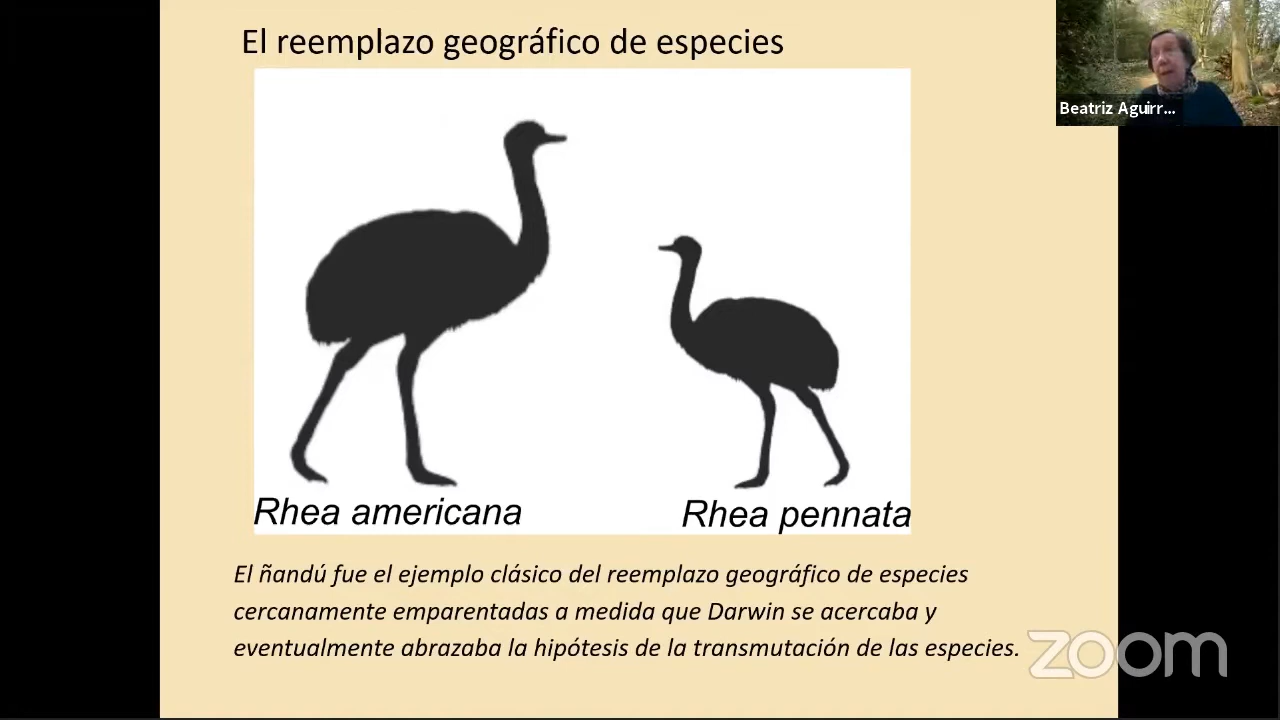 El reemplazo geográfico de especies
Beatriz Aguirr...
Rhea americana
Rhea pennata
El ñandú fue el ejemplo clásico del reemplazo geográfico de especies
cercanamente emparentadas a medida que Darwin se acercaba y
eventualmente abrazaba la hipótesis de la transmutación de las especies.
zoom